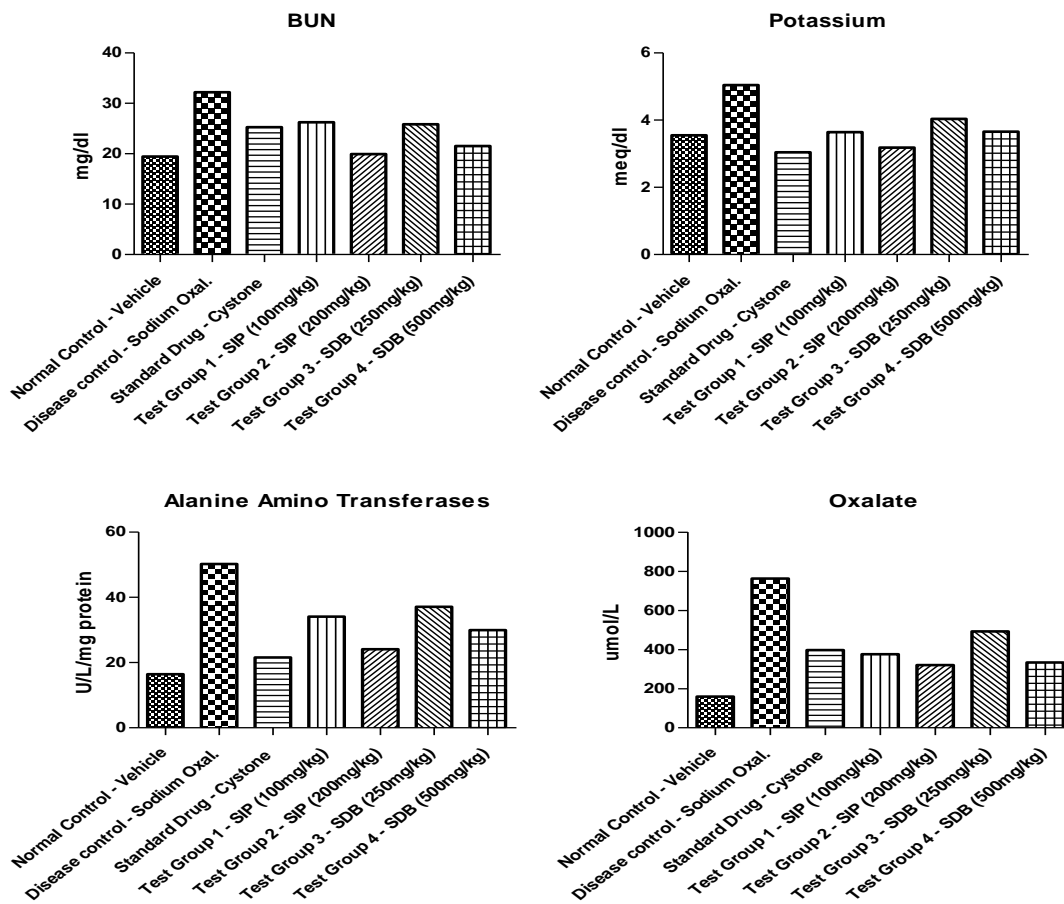 BUN
40
30
20
10
0
mg/dl
Normal Control - Vehicle
Disease control - Sodium Oxal.
Standard Drug - Cystone
Test Group 1 - SIP (100mg/kg)
Test Group 2 - SIP (200mg/kg)
Test Group 3 - SDB (250mg/kg)
Test Group 4 - SDB (500mg/kg)
Potassium
6
4
2
0
meq/dl
Normal Control - Vehicle
Disease control - Sodium Oxal.
Standard Drug - Cystone
Test Group 1 - SIP (100mg/kg)
Test Group 2 - SIP (200mg/kg)
Test Group 3 - SDB (250mg/kg)
Test Group 4 - SDB (500mg/kg)
Alanine Amino Transferases
60
40
20
0
U/L/mg protein
Normal Control - Vehicle
Disease control - Sodium Oxal.
Standard Drug - Cystone
Test Group 1 - SIP (100mg/kg)
Test Group 2 - SIP (200mg/kg)
Test Group 3 - SDB (250mg/kg)
Test Group 4 - SDB (500mg/kg)
Oxalate
1000
800
600
400
200
0
umol/L
Normal Control - Vehicle
Disease control - Sodium Oxal.
Standard Drug - Cystone
Test Group 1 - SIP (100mg/kg)
Test Group 2 - SIP (200mg/kg)
Test Group 3 - SDB (250mg/kg)
Test Group 4 - SDB (500mg/kg)